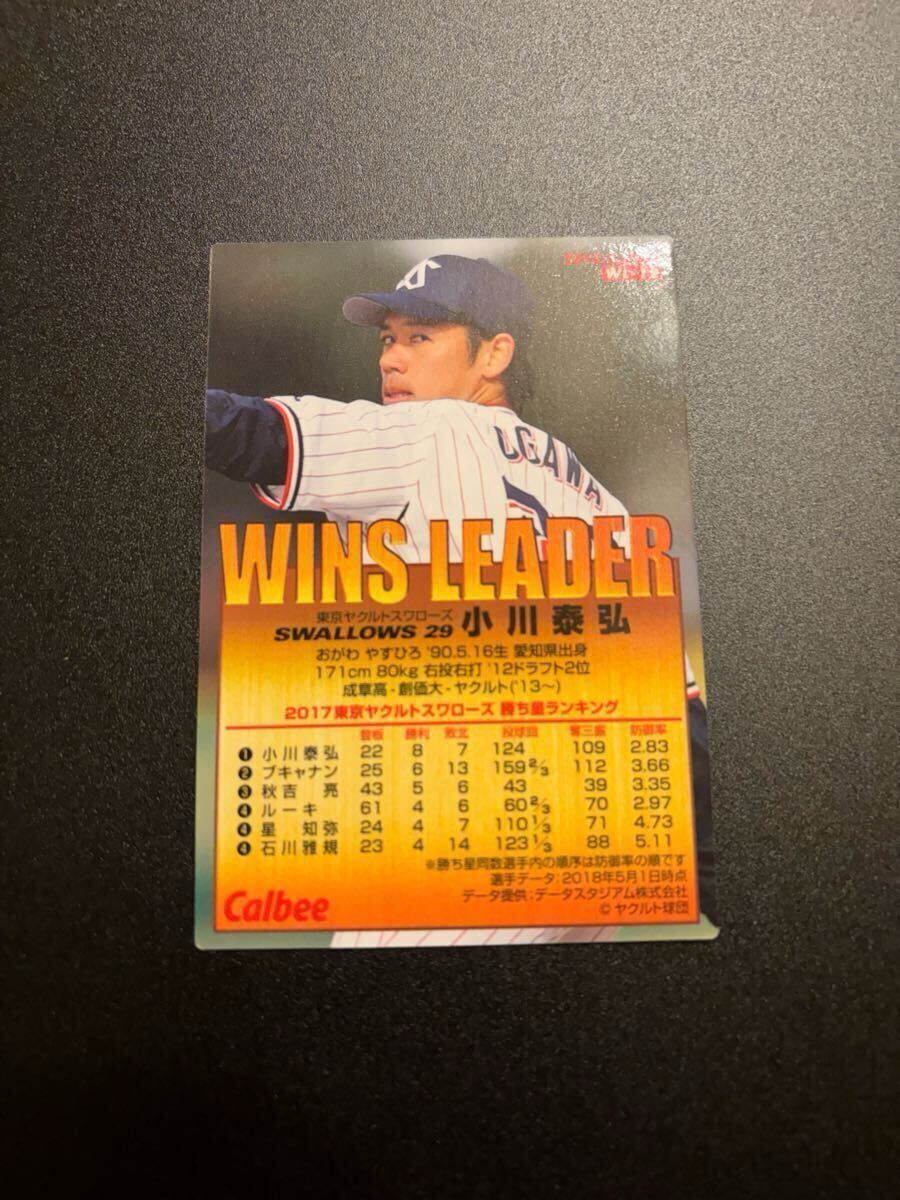 OGAWA
WINS LEADER
東京ヤクルトスワローズ
SWALLOWS 29 小川泰弘
おがわ やすひろ '90.5.16生 愛知県出身
171cm 80kg 右投右打 '12ドラフト2位
成章高-創価大-ヤクルト('13〜)
2017東京ヤクルトスワローズ 勝ち星ランキング
登板 勝利 敗北 投球回 奪三振 防御率
❶ 小川泰弘 22 8 7 124 109 2.83
❷ ブキャナン 25 6 13 159 2/3 112 3.66
❸ 秋吉 亮 43 5 6 43 39 3.35
❹ ルーキ 61 4 6 60 2/3 70 2.97
❹ 星 知弥 24 4 7 110 1/3 71 4.73
❹ 石川雅規 23 4 14 123 1/3 88 5.11
※勝ち星同数選手内の順序は防御率の順です
選手データ:2018年5月1日時点
データ提供:データスタジアム株式会社
Calbee
© ヤクルト球団